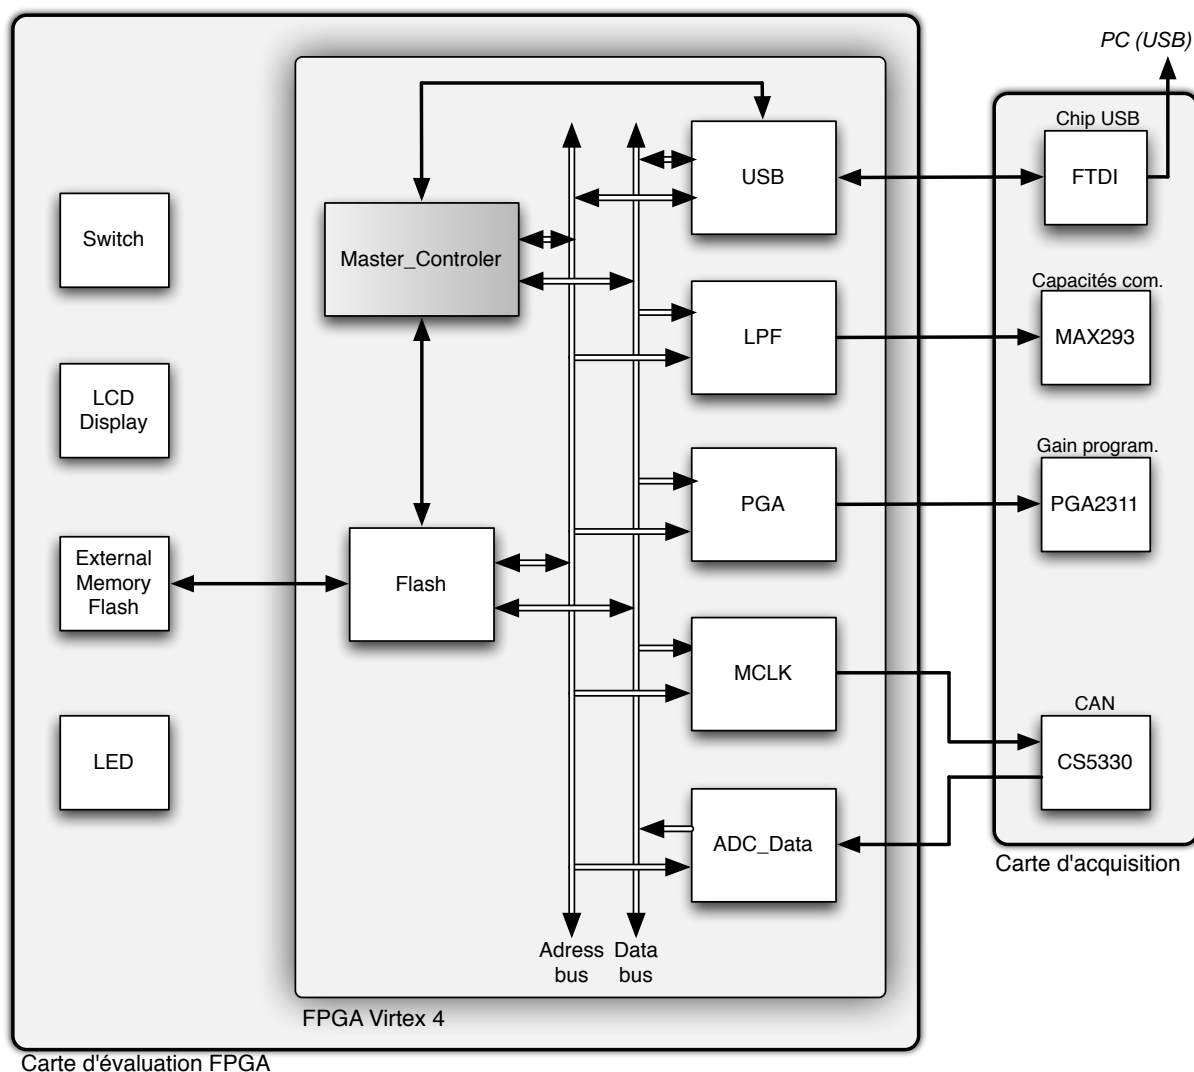 PC (USB)
Chip USB
FTDI
USB
Switch
Master_Controler
Capacités com.
MAX293
LPF
LCD
Display
Gain program.
PGA2311
PGA
External
Memory
Flash
Flash
MCLK
CAN
CS5330
LED
ADC_Data
Carte d'acquisition
Adress
bus
Data
bus
FPGA Virtex 4
Carte d'évaluation FPGA